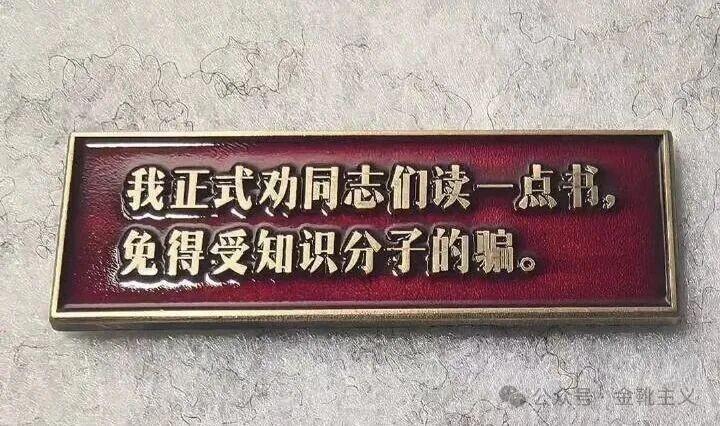 我正式劝同志们读一点书，
免得受知识分子的骗。
公众号·金靴主义